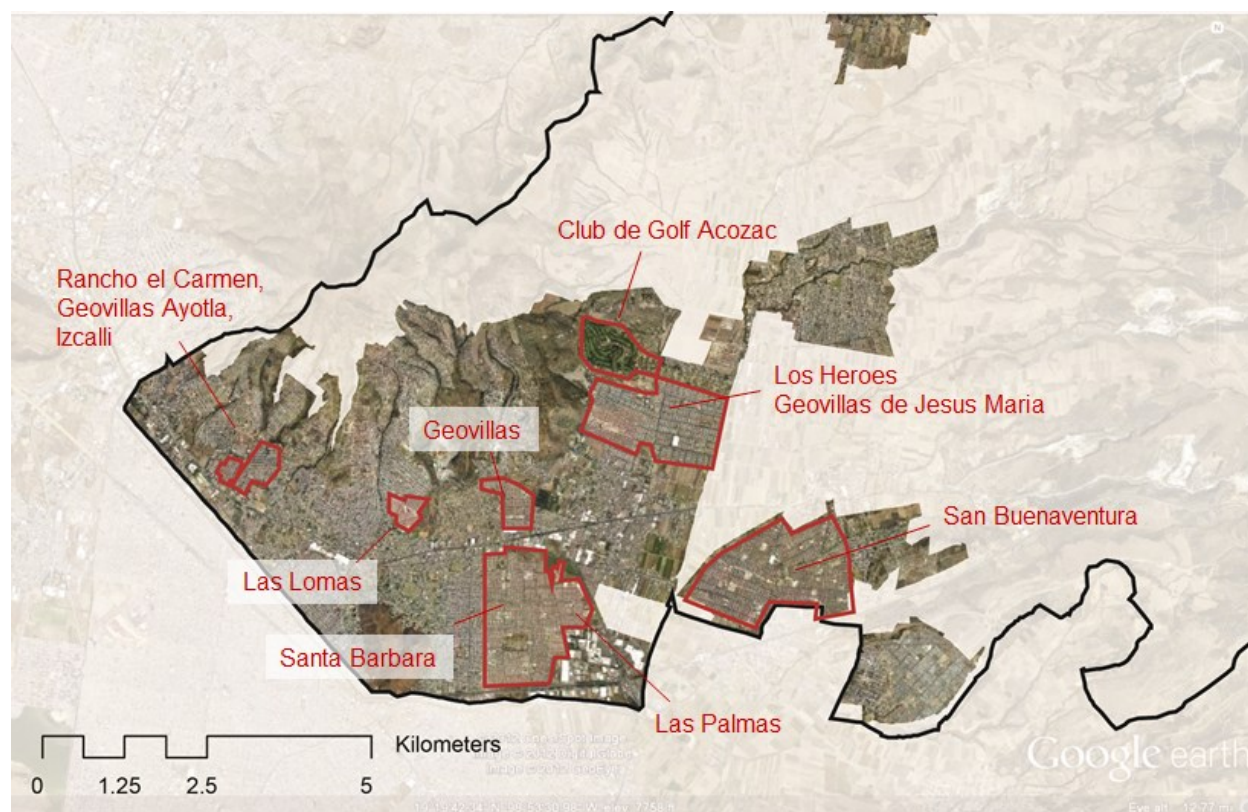 N
Club de Golf Acozac
Rancho el Carmen,
Geovillas Ayotla,
Izcalli
Los Heroes
Geovillas de Jesus Maria
Geovillas
San Buenaventura
Las Lomas
Santa Barbara
Las Palmas
Kilometers
0 1.25 2.5 5
Google earth